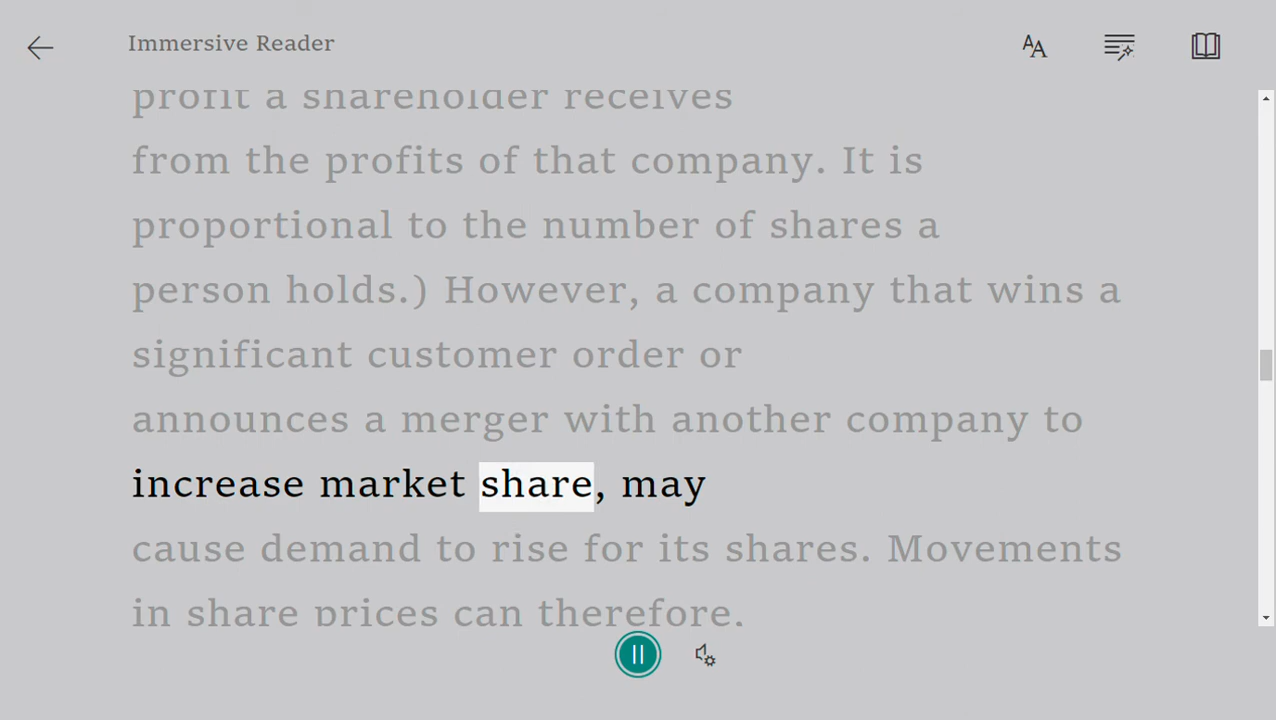 Immersive Reader
profit a shareholder receives
from the profits of that company. It is
proportional to the number of shares a
person holds.) However, a company that wins a
significant customer order or
announces a merger with another company to
increase market share, may
cause demand to rise for its shares. Movements
in share prices can therefore,